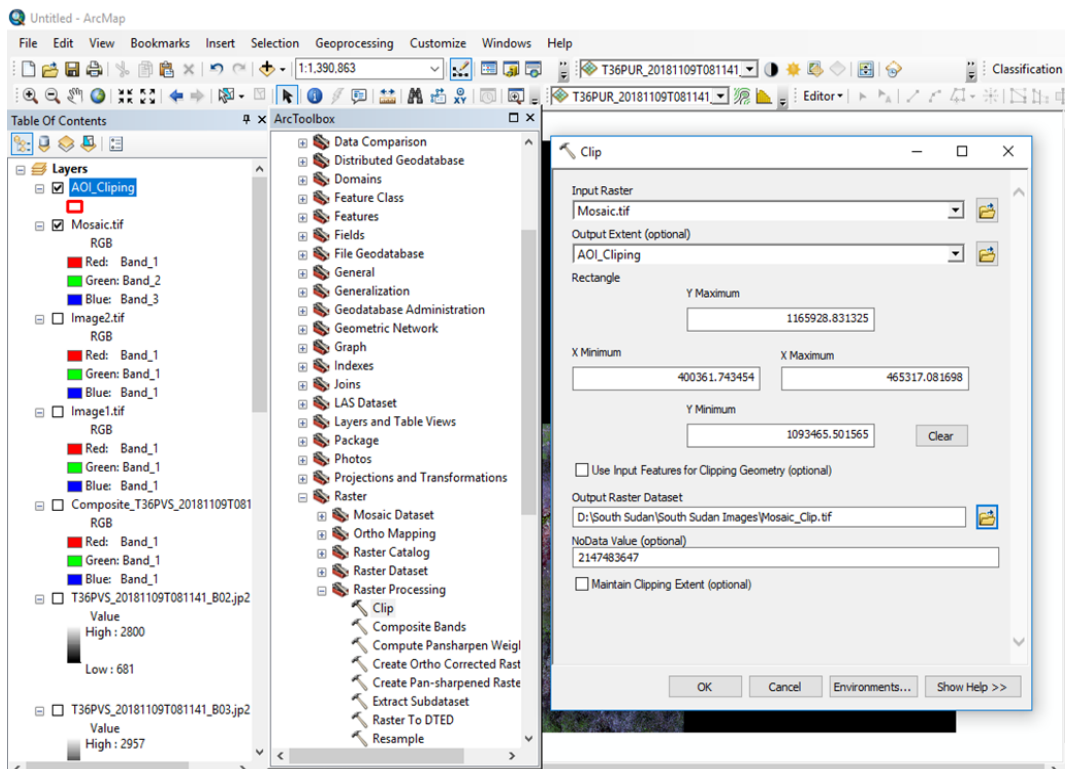 Untitled - ArcMap
File Edit View Bookmarks Insert Selection Geoprocessing Customize Windows Help
1:1,390,863
T36PUR_20181109T081141_
Classification
T36PUR_20181109T081141_
Editor
Table Of Contents
Layers
AOI_Cliping
Mosaic.tif
RGB
Red: Band_1
Green: Band_2
Blue: Band_3
Image2.tif
RGB
Red: Band_1
Green: Band_1
Blue: Band_1
Image1.tif
RGB
Red: Band_1
Green: Band_1
Blue: Band_1
Composite_T36PVS_20181109T081
RGB
Red: Band_1
Green: Band_1
Blue: Band_1
T36PVS_20181109T081141_B02.jp2
Value
High : 2800
Low : 681
T36PVS_20181109T081141_B03.jp2
Value
High : 2957
ArcToolbox
Data Comparison
Distributed Geodatabase
Domains
Feature Class
Features
Fields
File Geodatabase
General
Generalization
Geodatabase Administration
Geometric Network
Graph
Indexes
Joins
LAS Dataset
Layers and Table Views
Package
Photos
Projections and Transformations
Raster
Mosaic Dataset
Ortho Mapping
Raster Catalog
Raster Dataset
Raster Processing
Clip
Composite Bands
Compute Pansharpen Weigl
Create Ortho Corrected Rast
Create Pan-sharpened Raste
Extract Subdataset
Raster To DTED
Resample
Clip
Input Raster
Mosaic.tif
Output Extent (optional)
AOI_Cliping
Rectangle
Y Maximum
1165928.831325
X Minimum
X Maximum
400361.743454
465317.081698
Y Minimum
1093465.501565
Clear
Use Input Features for Clipping Geometry (optional)
Output Raster Dataset
D:\South Sudan\South Sudan Images\Mosaic_Clip.tif
NoData Value (optional)
2147483647
Maintain Clipping Extent (optional)
OK
Cancel
Environments...
Show Help >>